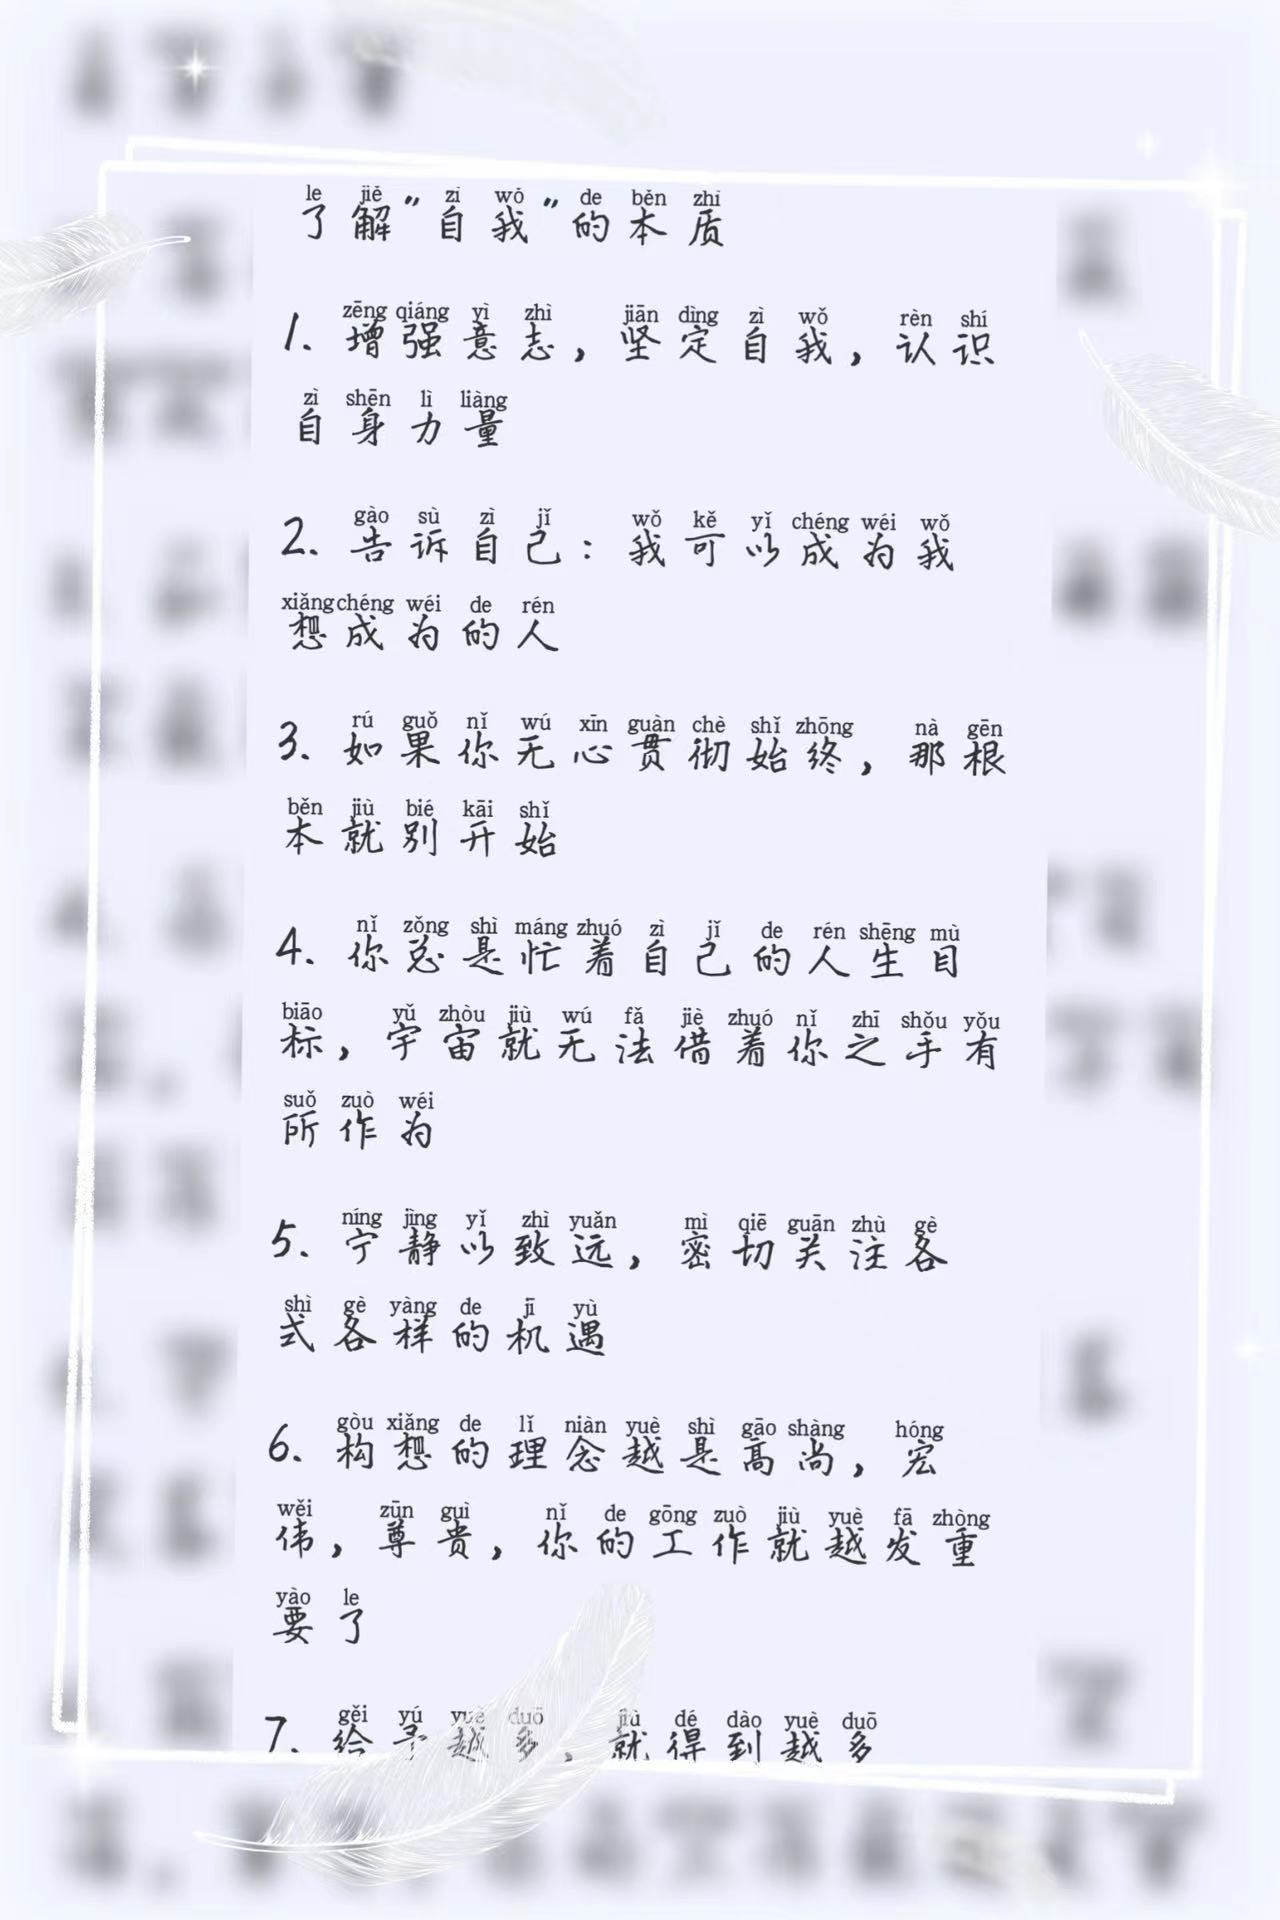 le jiě zì wǒ de běn zhì
了解“自我”的本质
zēng qiáng yì zhì jiān dìng zì wǒ rèn shí
1. 增强意志，坚定自我，认识
zì shēn lì liàng
自身力量
gào sù zì jǐ wǒ kě yǐ chéng wéi wǒ
2. 告诉自己：我可以成为我
xiǎng chéng wéi de rén
想成为的人
rú guǒ nǐ wú xīn guàn chè shǐ zhōng nà gēn
3. 如果你无心贯彻始终，那根
běn jiù bié kāi shǐ
本就别开始
nǐ zǒng shì máng zhuó zì jǐ de rén shēng mù
4. 你总是忙着自己的人生目
biāo yǔ zhòu jiù wú fǎ jiè zhuó nǐ zhī shǒu yǒu
标，宇宙就无法借着你之手有
suǒ zuò wéi
所作为
níng jìng yǐ zhì yuǎn mì qiē guān zhù gè
5. 宁静以致远，密切关注各
shì gè yàng de jī yù
式各样的机遇
gòu xiǎng de lǐ niàn yuè shì gāo shàng hóng
6. 构想的理念越是高尚，宏
wěi zūn guì nǐ de gōng zuò jiù yuè fā zhòng
伟，尊贵，你的工作就越发重
yào le
要了
gěi yú yuè duō jiù dé dào yuè duō
7. 给予越多，就得到越多